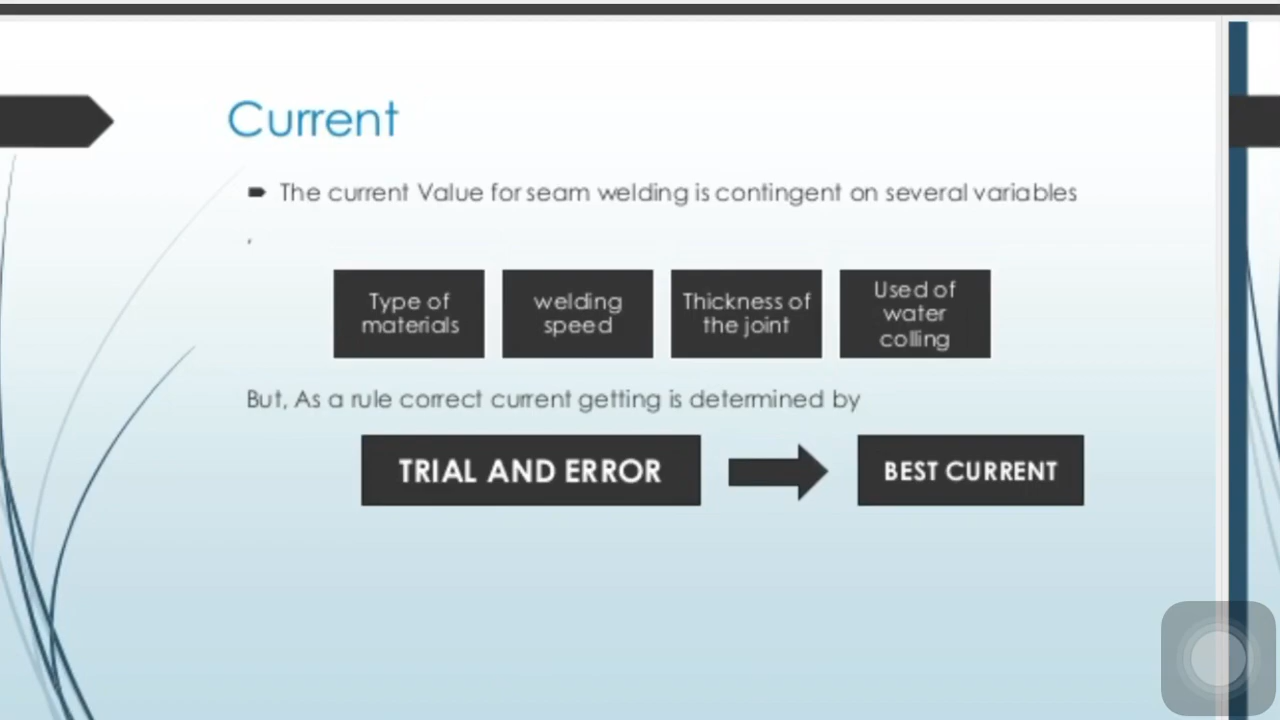 Current
The current Value for seam welding is contingent on several variables
,
Type of
materials
welding
speed
Thickness of
the joint
Used of
water
colling
But, As a rule correct current getting is determined by
TRIAL AND ERROR
BEST CURRENT